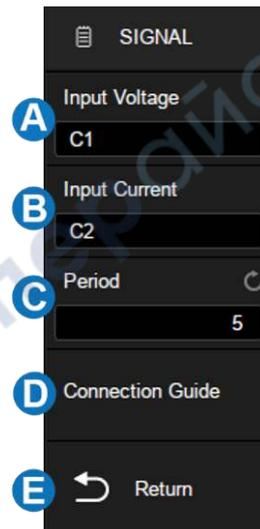 SIGNAL
A
Input Voltage
C1
B
Input Current
C2
C
Period
5
D
Connection Guide
E
Return